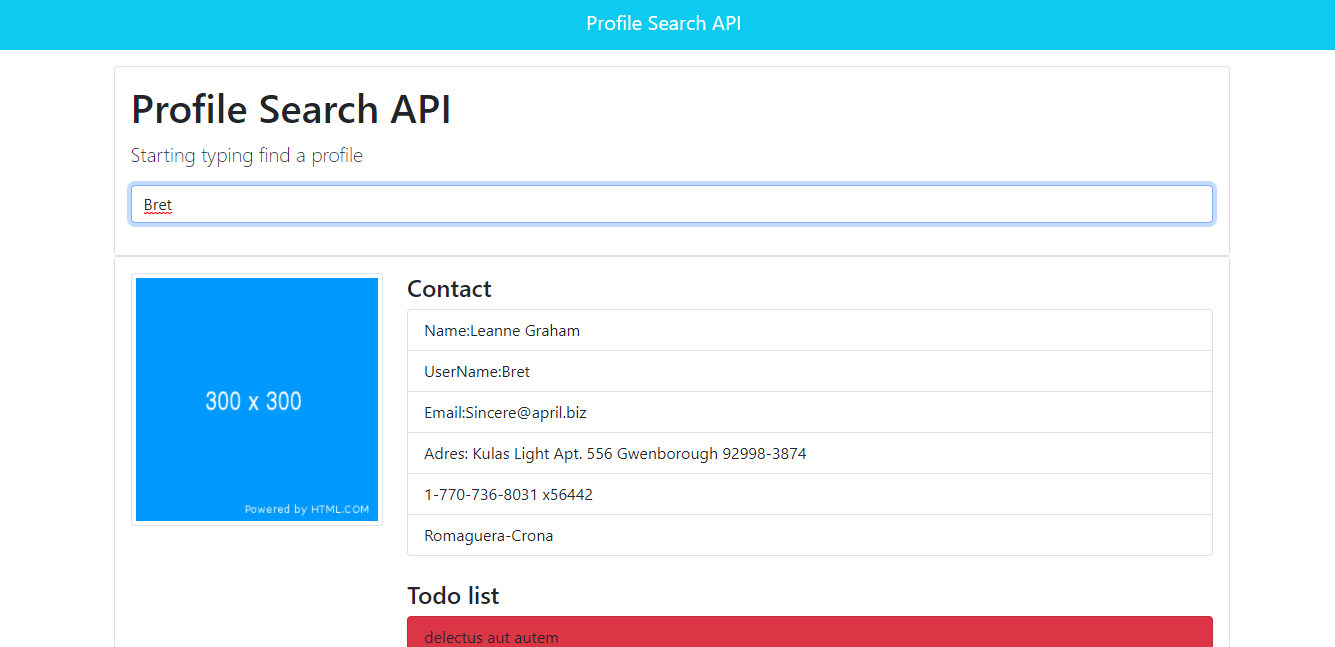 Profile Search API
Profile Search API
Starting typing find a profile
Bret
300 x 300
Powered by HTML.COM
Contact
Name:Leanne Graham
UserName:Bret
Email:Sincere@april.biz
Adres: Kulas Light Apt. 556 Gwenborough 92998-3874
1-770-736-8031 x56442
Romaguera-Crona
Todo list
delectus aut autem